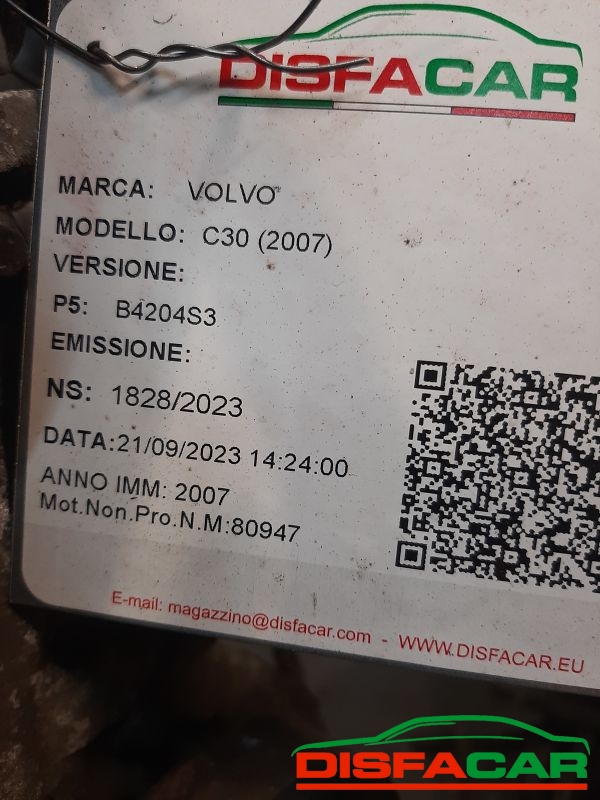 DISFACAR
MARCA: VOLVO
MODELLO: C30 (2007)
VERSIONE:
P5: B4204S3
EMISSIONE:
NS: 1828/2023
DATA:21/09/2023 14:24:00
ANNO IMM: 2007
Mot.Non.Pro.N.M:80947
E-mail: magazzino@disfacar.com - WWW.DISFACAR.EU
DISFACAR